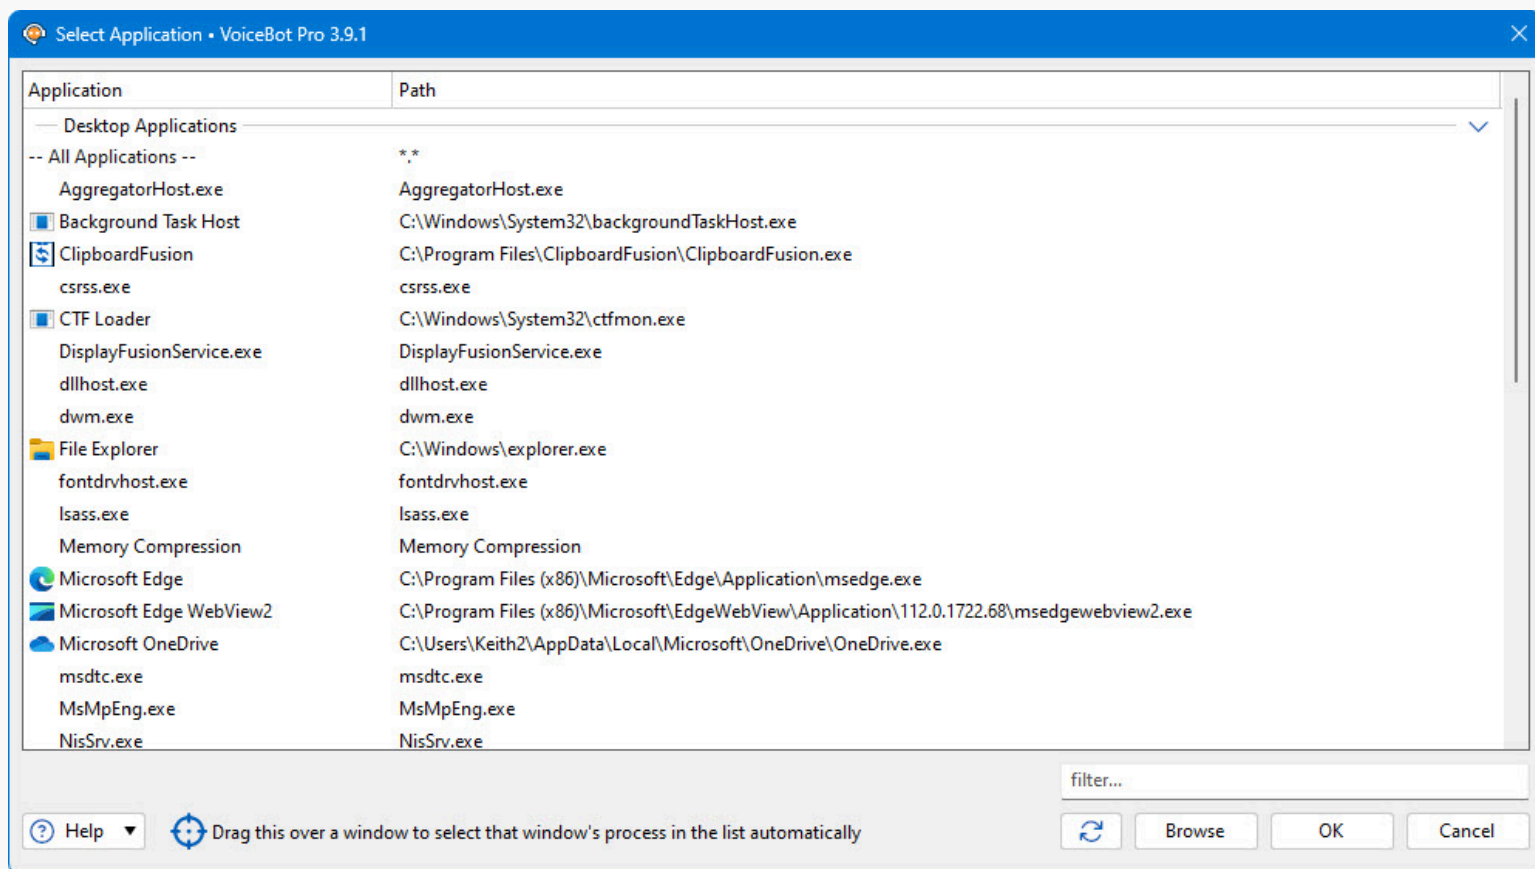 Select Application • VoiceBot Pro 3.9.1
Application Path
Desktop Applications
-- All Applications -- *.*
AggregatorHost.exe AggregatorHost.exe
Background Task Host C:\Windows\System32\backgroundTaskHost.exe
ClipboardFusion C:\Program Files\ClipboardFusion\ClipboardFusion.exe
csrss.exe csrss.exe
CTF Loader C:\Windows\System32\ctfmon.exe
DisplayFusionService.exe DisplayFusionService.exe
dllhost.exe dllhost.exe
dwm.exe dwm.exe
File Explorer C:\Windows\explorer.exe
fontdrvhost.exe fontdrvhost.exe
lsass.exe lsass.exe
Memory Compression Memory Compression
Microsoft Edge C:\Program Files (x86)\Microsoft\Edge\Application\msedge.exe
Microsoft Edge WebView2 C:\Program Files (x86)\Microsoft\EdgeWebView\Application\112.0.1722.68\msedgewebview2.exe
Microsoft OneDrive C:\Users\Keith2\AppData\Local\Microsoft\OneDrive\OneDrive.exe
msdtc.exe msdtc.exe
MsMpEng.exe MsMpEng.exe
NisSrv.exe NisSrv.exe
filter...
Help Drag this over a window to select that window's process in the list automatically Browse OK Cancel